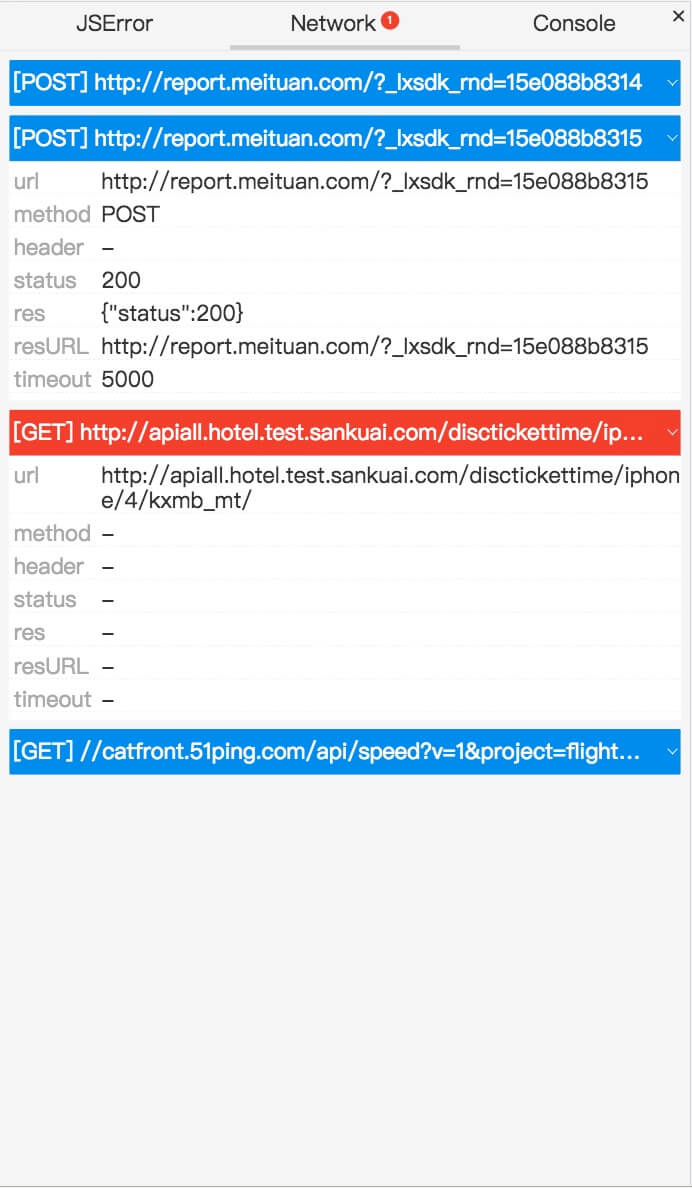 JSError Network 1 Console ×
[POST] http://report.meituan.com/?_lxsdk_rnd=15e088b8314
[POST] http://report.meituan.com/?_lxsdk_rnd=15e088b8315
url http://report.meituan.com/?_lxsdk_rnd=15e088b8315
method POST
header –
status 200
res {"status":200}
resURL http://report.meituan.com/?_lxsdk_rnd=15e088b8315
timeout 5000
[GET] http://apiall.hotel.test.sankuai.com/disctickettime/ip...
url http://apiall.hotel.test.sankuai.com/disctickettime/iphon
e/4/kxmb_mt/
method –
header –
status –
res –
resURL –
timeout –
[GET] //catfront.51ping.com/api/speed?v=1&project=flight...